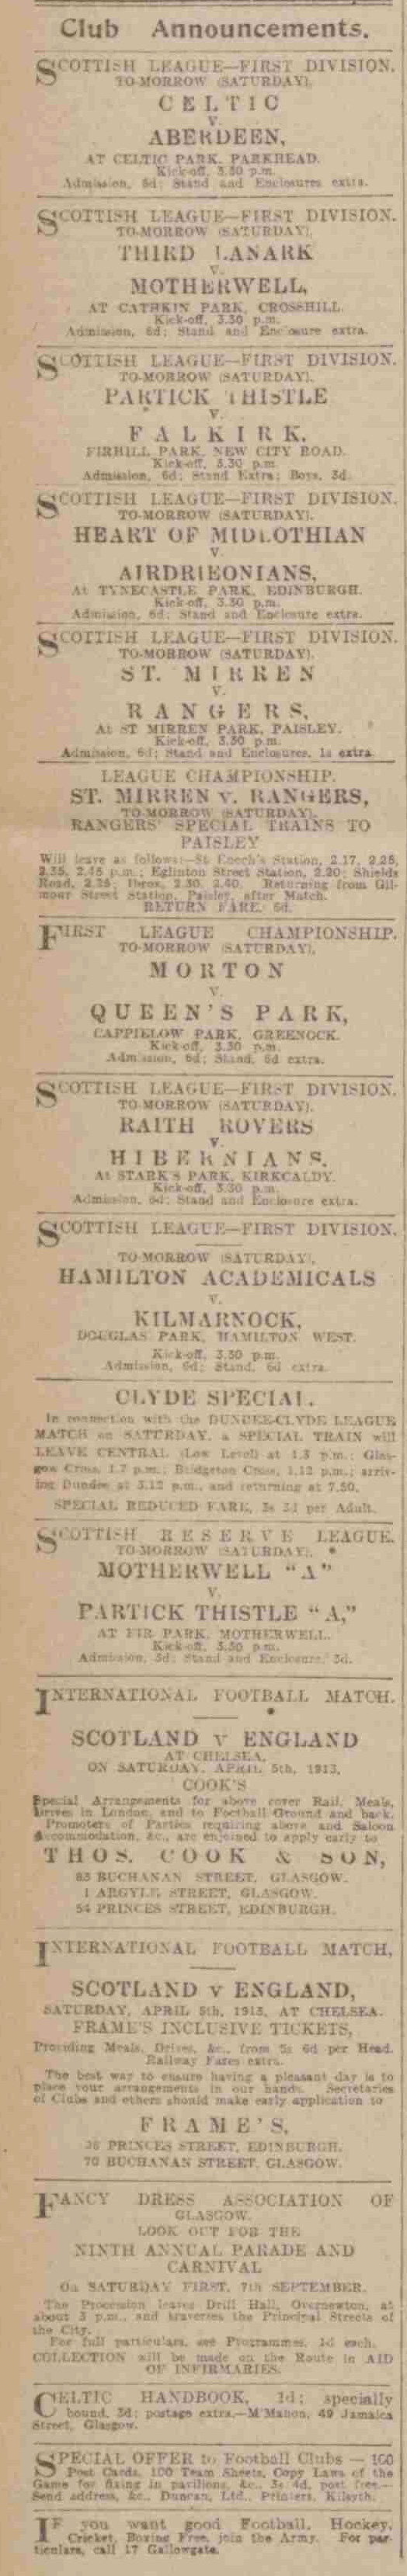 Club Announcements.
SCOTTISH LEAGUE—FIRST DIVISION.
TO-MORROW (SATURDAY).
CELTIC
V.
ABERDEEN,
AT CELTIC PARK, PARKHEAD.
Kick-off, 3.30 p.m.
Admission, 6d; Stand and Enclosures extra.
SCOTTISH LEAGUE—FIRST DIVISION.
TO-MORROW (SATURDAY),
THIRD LANARK
V.
MOTHERWELL,
AT CATHKIN PARK, CROSSHILL.
Kick-off, 3.30 p.m.
Admission, 6d; Stand and Enclosure extra.
SCOTTISH LEAGUE—FIRST DIVISION.
TO-MORROW (SATURDAY).
PARTICK THISTLE
V.
FALKIRK.
FIRHILL PARK, NEW CITY ROAD.
Kick-off, 3.30 p.m.
Admission, 6d; Stand Extra; Boys, 3d.
SCOTTISH LEAGUE—FIRST DIVISION.
TO-MORROW (SATURDAY).
HEART OF MIDLOTHIAN
V.
AIRDRIEONIANS,
At TYNECASTLE PARK, EDINBURGH.
Kick-off, 3.30 p.m.
Admission, 6d; Stand and Enclosure extra.
SCOTTISH LEAGUE—FIRST DIVISION.
TO-MORROW (SATURDAY).
ST. MIRREN
V.
RANGERS,
At ST MIRREN PARK, PAISLEY.
Kick-off, 3.30 p.m.
Admission, 6d; Stand and Enclosures, 1s extra
LEAGUE CHAMPIONSHIP.
ST. MIRREN V. RANGERS,
TO-MORROW (SATURDAY).
RANGERS' SPECIAL TRAINS TO
PAISLEY
Will leave as follows:—St Enoch's Station, 2.17, 2.25,
2.35, 2.45 p.m.; Eglinton Street Station, 2.20; Shields
Road, 2.25; Ibrox, 2.30, 2.40. Returning from Gil-
mour Street Station, Paisley, after Match.
RETURN FARE, 6d.
FIRST LEAGUE CHAMPIONSHIP.
TO-MORROW (SATURDAY),
MORTON
V.
QUEEN'S PARK,
CAPPIELOW PARK, GREENOCK.
Kick off, 3.30 p.m.
Admission, 6d; Stand, 6d extra.
SCOTTISH LEAGUE—FIRST DIVISION.
TO-MORROW (SATURDAY).
RAITH ROVERS
V.
HIBERNIANS.
At STARK'S PARK, KIRKCALDY.
Kick-off, 3.30 p.m.
Admission, 6d; Stand and Enclosure extra.
SCOTTISH LEAGUE—FIRST DIVISION.
TO-MORROW (SATURDAY),
HAMILTON ACADEMICALS
V.
KILMARNOCK,
DOUGLAS PARK, HAMILTON WEST.
Kick-off, 3.30 p.m.
Admission, 6d; Stand, 6d extra.
CLYDE SPECIAL.
In connection with the DUNDEE-CLYDE LEAGUE
MATCH on SATURDAY, a SPECIAL TRAIN will
LEAVE CENTRAL (Low Level) at 1.3 p.m.; Glas-
gow Cross, 1.7 p.m.; Bridgeton Cross, 1.12 p.m.; arriv-
ing Dundee at 3.12 p.m., and returning at 7.50.
SPECIAL REDUCED FARE, 3s 3d per Adult.
SCOTTISH RESERVE LEAGUE.
TO-MORROW (SATURDAY).
MOTHERWELL "A"
V.
PARTICK THISTLE "A,"
AT FIR PARK, MOTHERWELL.
Kick-off, 3.30 p.m.
Admission, 3d; Stand and Enclosure, 3d.
INTERNATIONAL FOOTBALL MATCH.
SCOTLAND V ENGLAND
AT CHELSEA,
ON SATURDAY, APRIL 5th, 1913.
COOK'S
Special Arrangements for above cover Rail, Meals,
Drives in London, and to Football Ground and back.
Promoters of Parties requiring above and Saloon
Accommodation, &c., are enjoined to apply early to
THOS. COOK & SON,
83 BUCHANAN STREET, GLASGOW.
1 ARGYLE STREET, GLASGOW.
54 PRINCES STREET, EDINBURGH.
INTERNATIONAL FOOTBALL MATCH,
SCOTLAND V ENGLAND,
SATURDAY, APRIL 5th, 1913, AT CHELSEA.
FRAME'S INCLUSIVE TICKETS,
Providing Meals, Drives, &c., from 5s 6d per Head.
Railway Fares extra.
The best way to ensure having a pleasant day is to
place your arrangements in our hands. Secretaries
of Clubs and others should make early application to
FRAME'S,
PRINCES STREET, EDINBURGH.
70 BUCHANAN STREET, GLASGOW.
FANCY DRESS ASSOCIATION OF
GLASGOW.
LOOK OUT FOR THE
NINTH ANNUAL PARADE AND
CARNIVAL
On SATURDAY FIRST, 7th SEPTEMBER.
The Procession leaves Drill Hall, Overnewton, at
about 3 p.m., and traverses the Principal Streets of
the City.
For full particulars, see Programmes, 1d each.
COLLECTION will be made on the Route in AID
OF INFIRMARIES.
CELTIC HANDBOOK, 1d; specially
bound, 3d; postage extra.—M'Mahon, 49 Jamaica
Street, Glasgow.
SPECIAL OFFER to Football Clubs — 100
Post Cards, 100 Team Sheets, Copy Laws of the
Game for fixing in pavilions, &c., 3s 4d, post free.—
Send address, &c., Duncan, Ltd., Printers, Kilsyth.
IF you want good Football, Hockey,
Cricket, Boxing Free, join the Army. For par-
ticulars, call 17 Gallowgate.